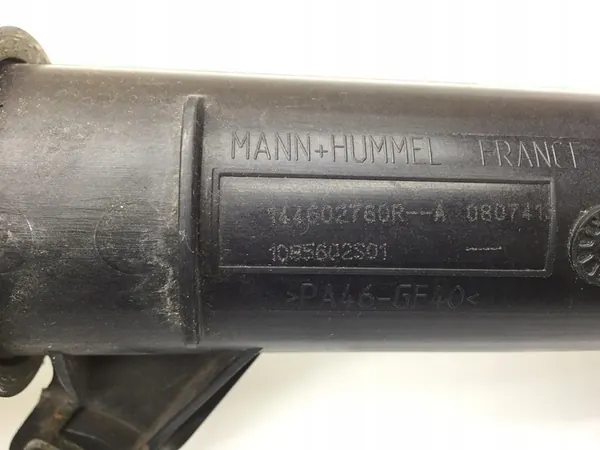 MANN+HUMMEL FRANCE
144602780R--A 080741
1085602S01 —
>PA46-GF40<